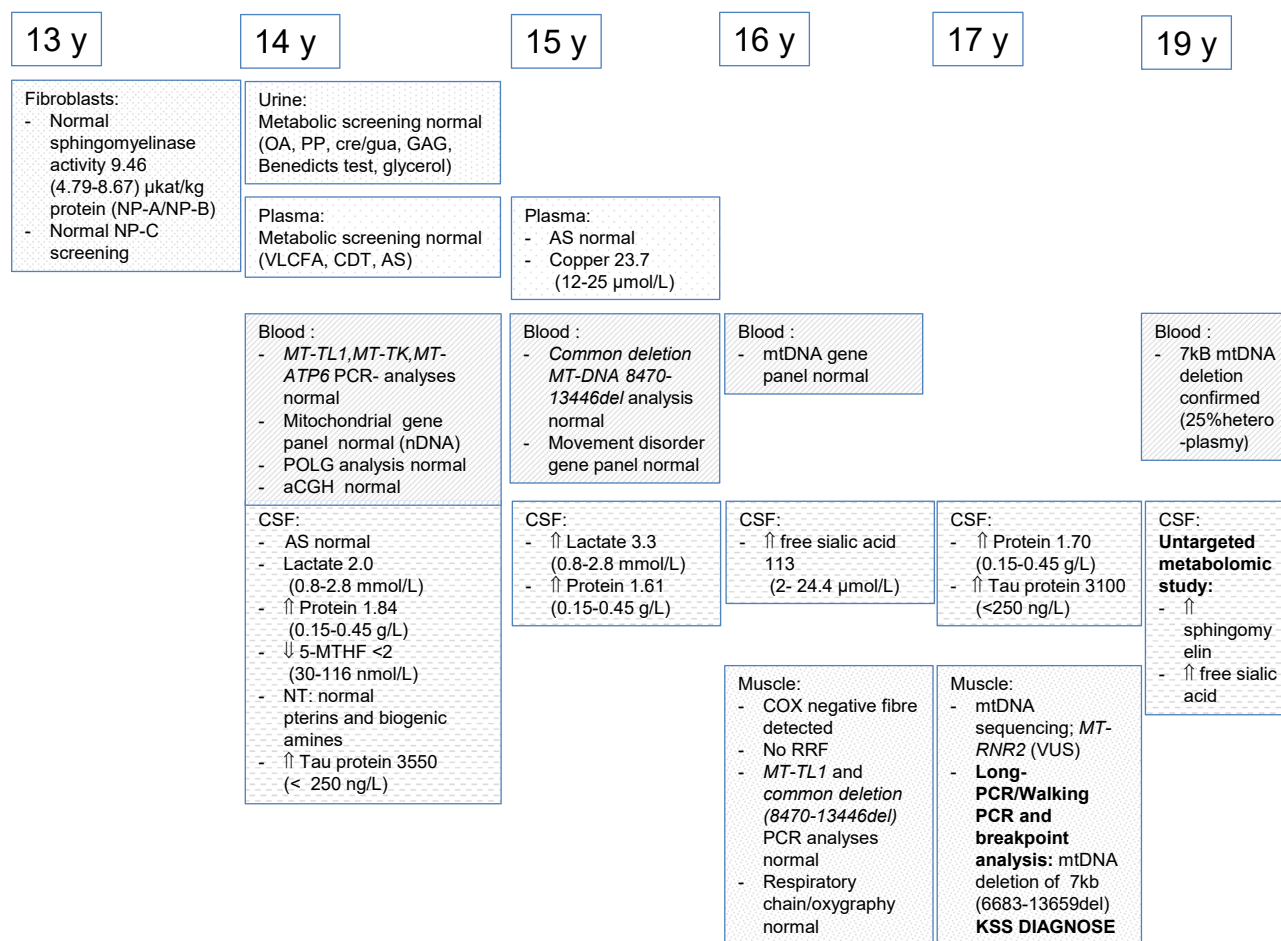 13 y
14 y
15 y
16 y
17 y
19 y
Fibroblasts:
- Normal
sphingomyelinase
activity 9.46
(4.79-8.67) µkat/kg
protein (NP-A/NP-B)
- Normal NP-C
screening
Urine:
Metabolic screening normal
(OA, PP, cre/gua, GAG,
Benedicts test, glycerol)
Plasma:
Metabolic screening normal
(VLCFA, CDT, AS)
Plasma:
- AS normal
- Copper 23.7
(12-25 µmol/L)
Blood :
- MT-TL1,MT-TK,MT-
ATP6 PCR- analyses
normal
- Mitochondrial gene
panel normal (nDNA)
- POLG analysis normal
- aCGH normal
Blood :
- Common deletion
MT-DNA 8470-
13446del analysis
normal
- Movement disorder
gene panel normal
Blood :
- mtDNA gene
panel normal
Blood :
- 7kB mtDNA
deletion
confirmed
(25%hetero
-plasmy)
CSF:
- AS normal
- Lactate 2.0
(0.8-2.8 mmol/L)
- ⇑ Protein 1.84
(0.15-0.45 g/L)
- ⇓ 5-MTHF <2
(30-116 nmol/L)
- NT: normal
pterins and biogenic
amines
- ⇑ Tau protein 3550
(< 250 ng/L)
CSF:
- ⇑ Lactate 3.3
(0.8-2.8 mmol/L)
- ⇑ Protein 1.61
(0.15-0.45 g/L)
CSF:
- ⇑ free sialic acid
113
(2- 24.4 µmol/L)
CSF:
- ⇑ Protein 1.70
(0.15-0.45 g/L)
- ⇑ Tau protein 3100
(<250 ng/L)
CSF:
Untargeted
metabolomic
study:
- ⇑
sphingomy
elin
- ⇑ free sialic
acid
Muscle:
- COX negative fibre
detected
- No RRF
- MT-TL1 and
common deletion
(8470-13446del)
PCR analyses
normal
- Respiratory
chain/oxygraphy
normal
Muscle:
- mtDNA
sequencing; MT-
RNR2 (VUS)
- Long-
PCR/Walking
PCR and
breakpoint
analysis: mtDNA
deletion of 7kb
(6683-13659del)
KSS DIAGNOSE